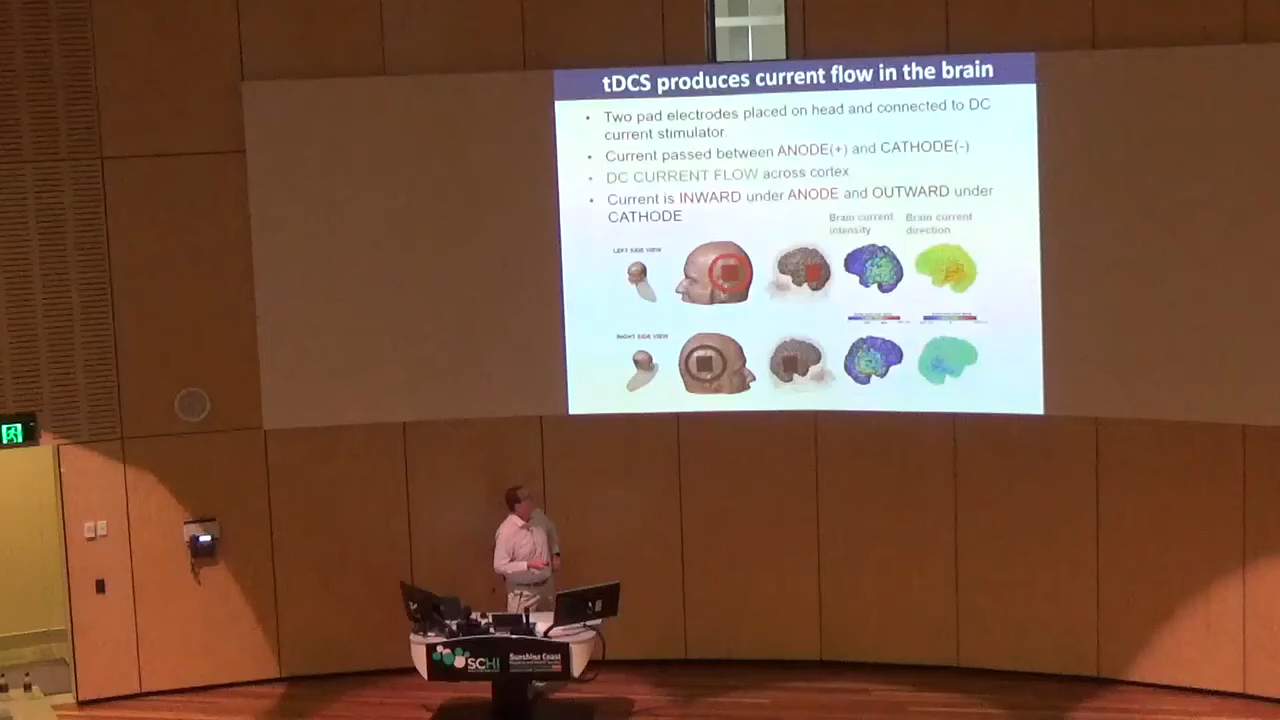 tDCS produces current flow in the brain
• Two pad electrodes placed on head and connected to DC
current stimulator.
• Current passed between ANODE(+) and CATHODE(-)
• DC CURRENT FLOW across cortex
• Current is INWARD under ANODE and OUTWARD under
CATHODE
Brain current
intensity
Brain current
direction
LEFT SIDE VIEW
RIGHT SIDE VIEW
SCHI
Sunshine Coast